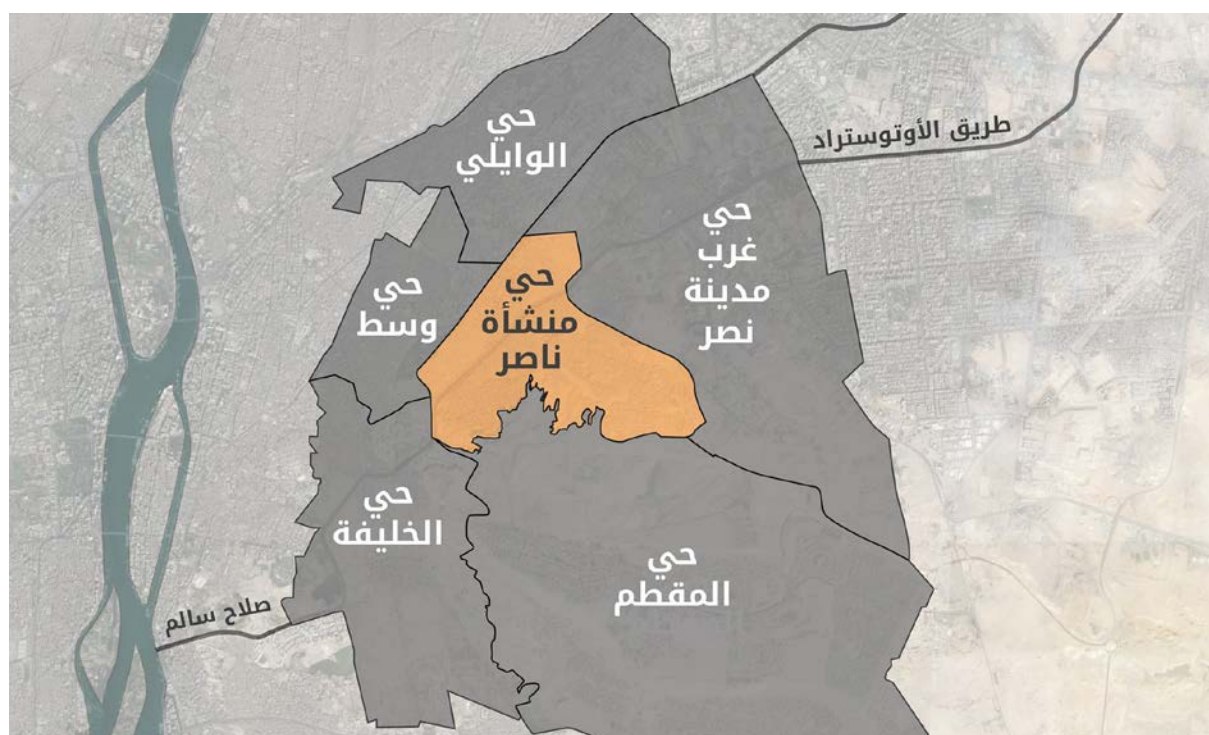 حي
الوايلي
طريق الأوتوستراد
حي
غرب
مدينة
نصر
حي
منشأة
ناصر
حي
وسط
حي
الخليفة
حي
المقطم
صلاح سالم